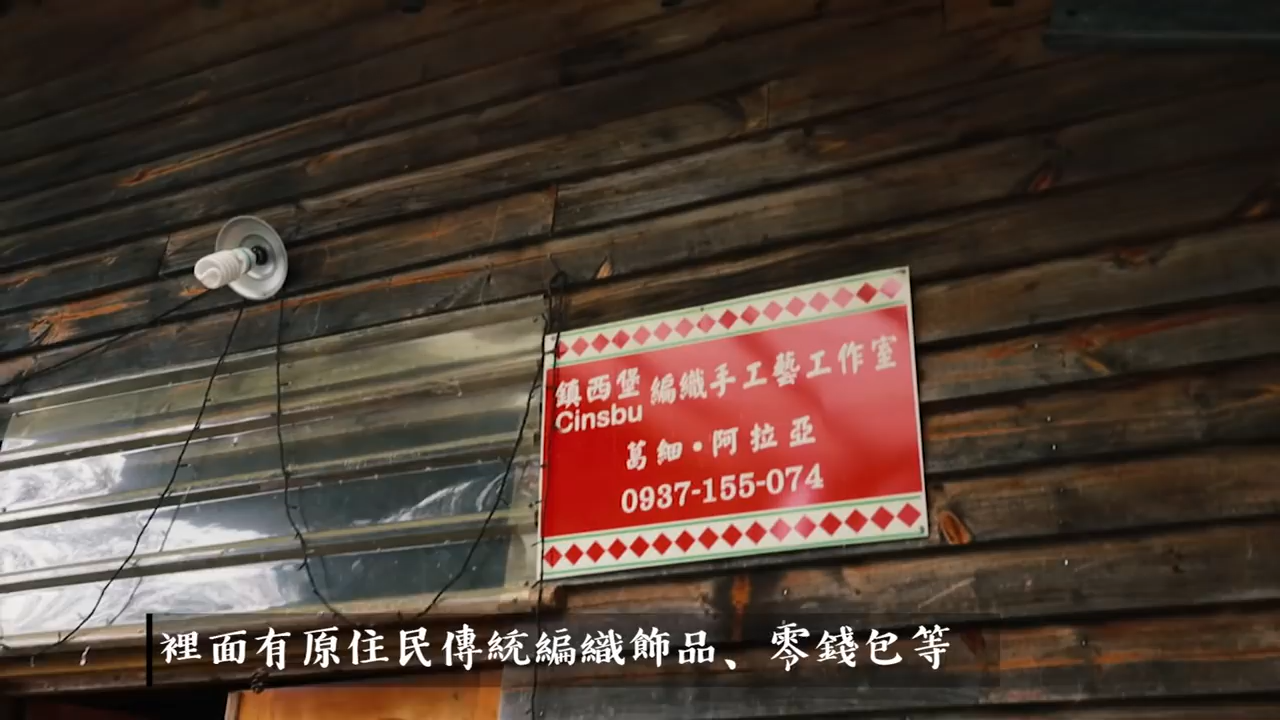 鎮西堡 編織手工藝工作室
Cinsbu
葛細•阿拉亞
0937-155-074
裡面有原住民傳統編織飾品、零錢包等